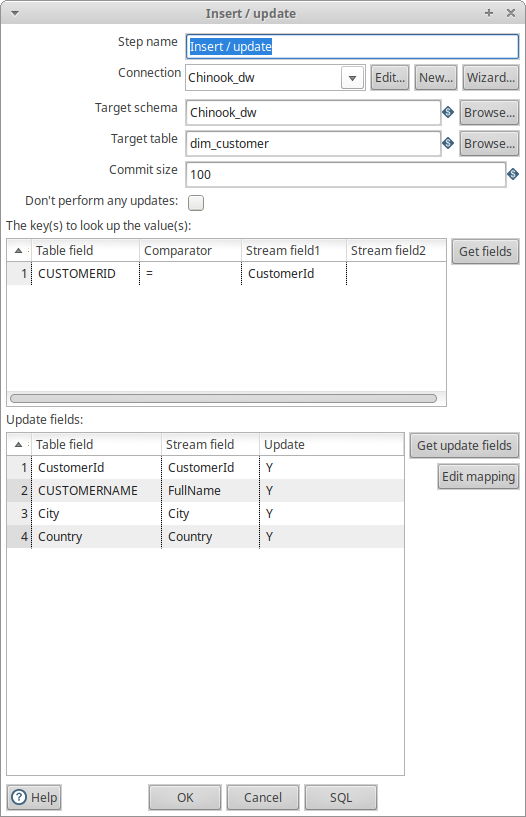 Insert / update
Step name Insert / update
Connection Chinook_dw Edit... New... Wizard...
Target schema Chinook_dw Browse...
Target table dim_customer Browse...
Commit size 100
Don't perform any updates:
The key(s) to look up the value(s):
Table field Comparator Stream field1 Stream field2 Get fields
1 CUSTOMERID = CustomerId
Update fields:
Table field Stream field Update Get update fields
1 CustomerId CustomerId Y
2 CUSTOMERNAME FullName Y Edit mapping
3 City City Y
4 Country Country Y
Help OK Cancel SQL